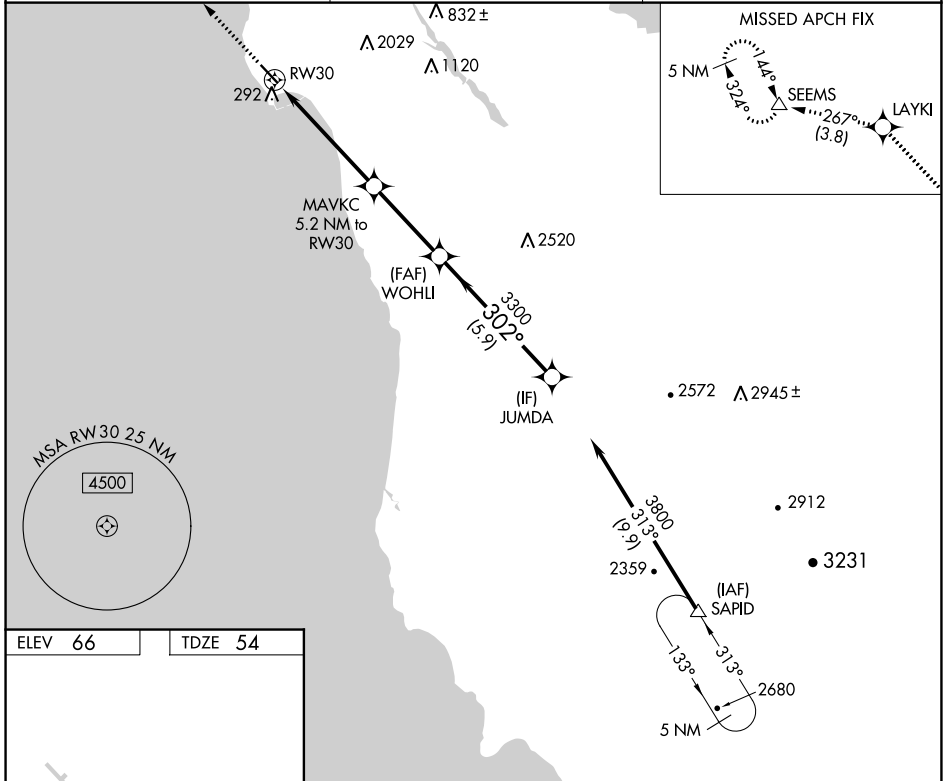 832 ±
2029
1120
RW30
292
MISSED APCH FIX
5 NM
144°
324°
SEEMS
267°
(3.8)
LAYKI
MAVKC
5.2 NM to
RW30
2520
(FAF)
WOHLI
3300
302°
(5.9)
(IF)
JUMDA
2572
2945 ±
MSA RW30 25 NM
4500
3800
313°
(9.9)
2912
3231
2359
(IAF)
SAPID
133°
313°
2680
5 NM
ELEV 66
TDZE 54